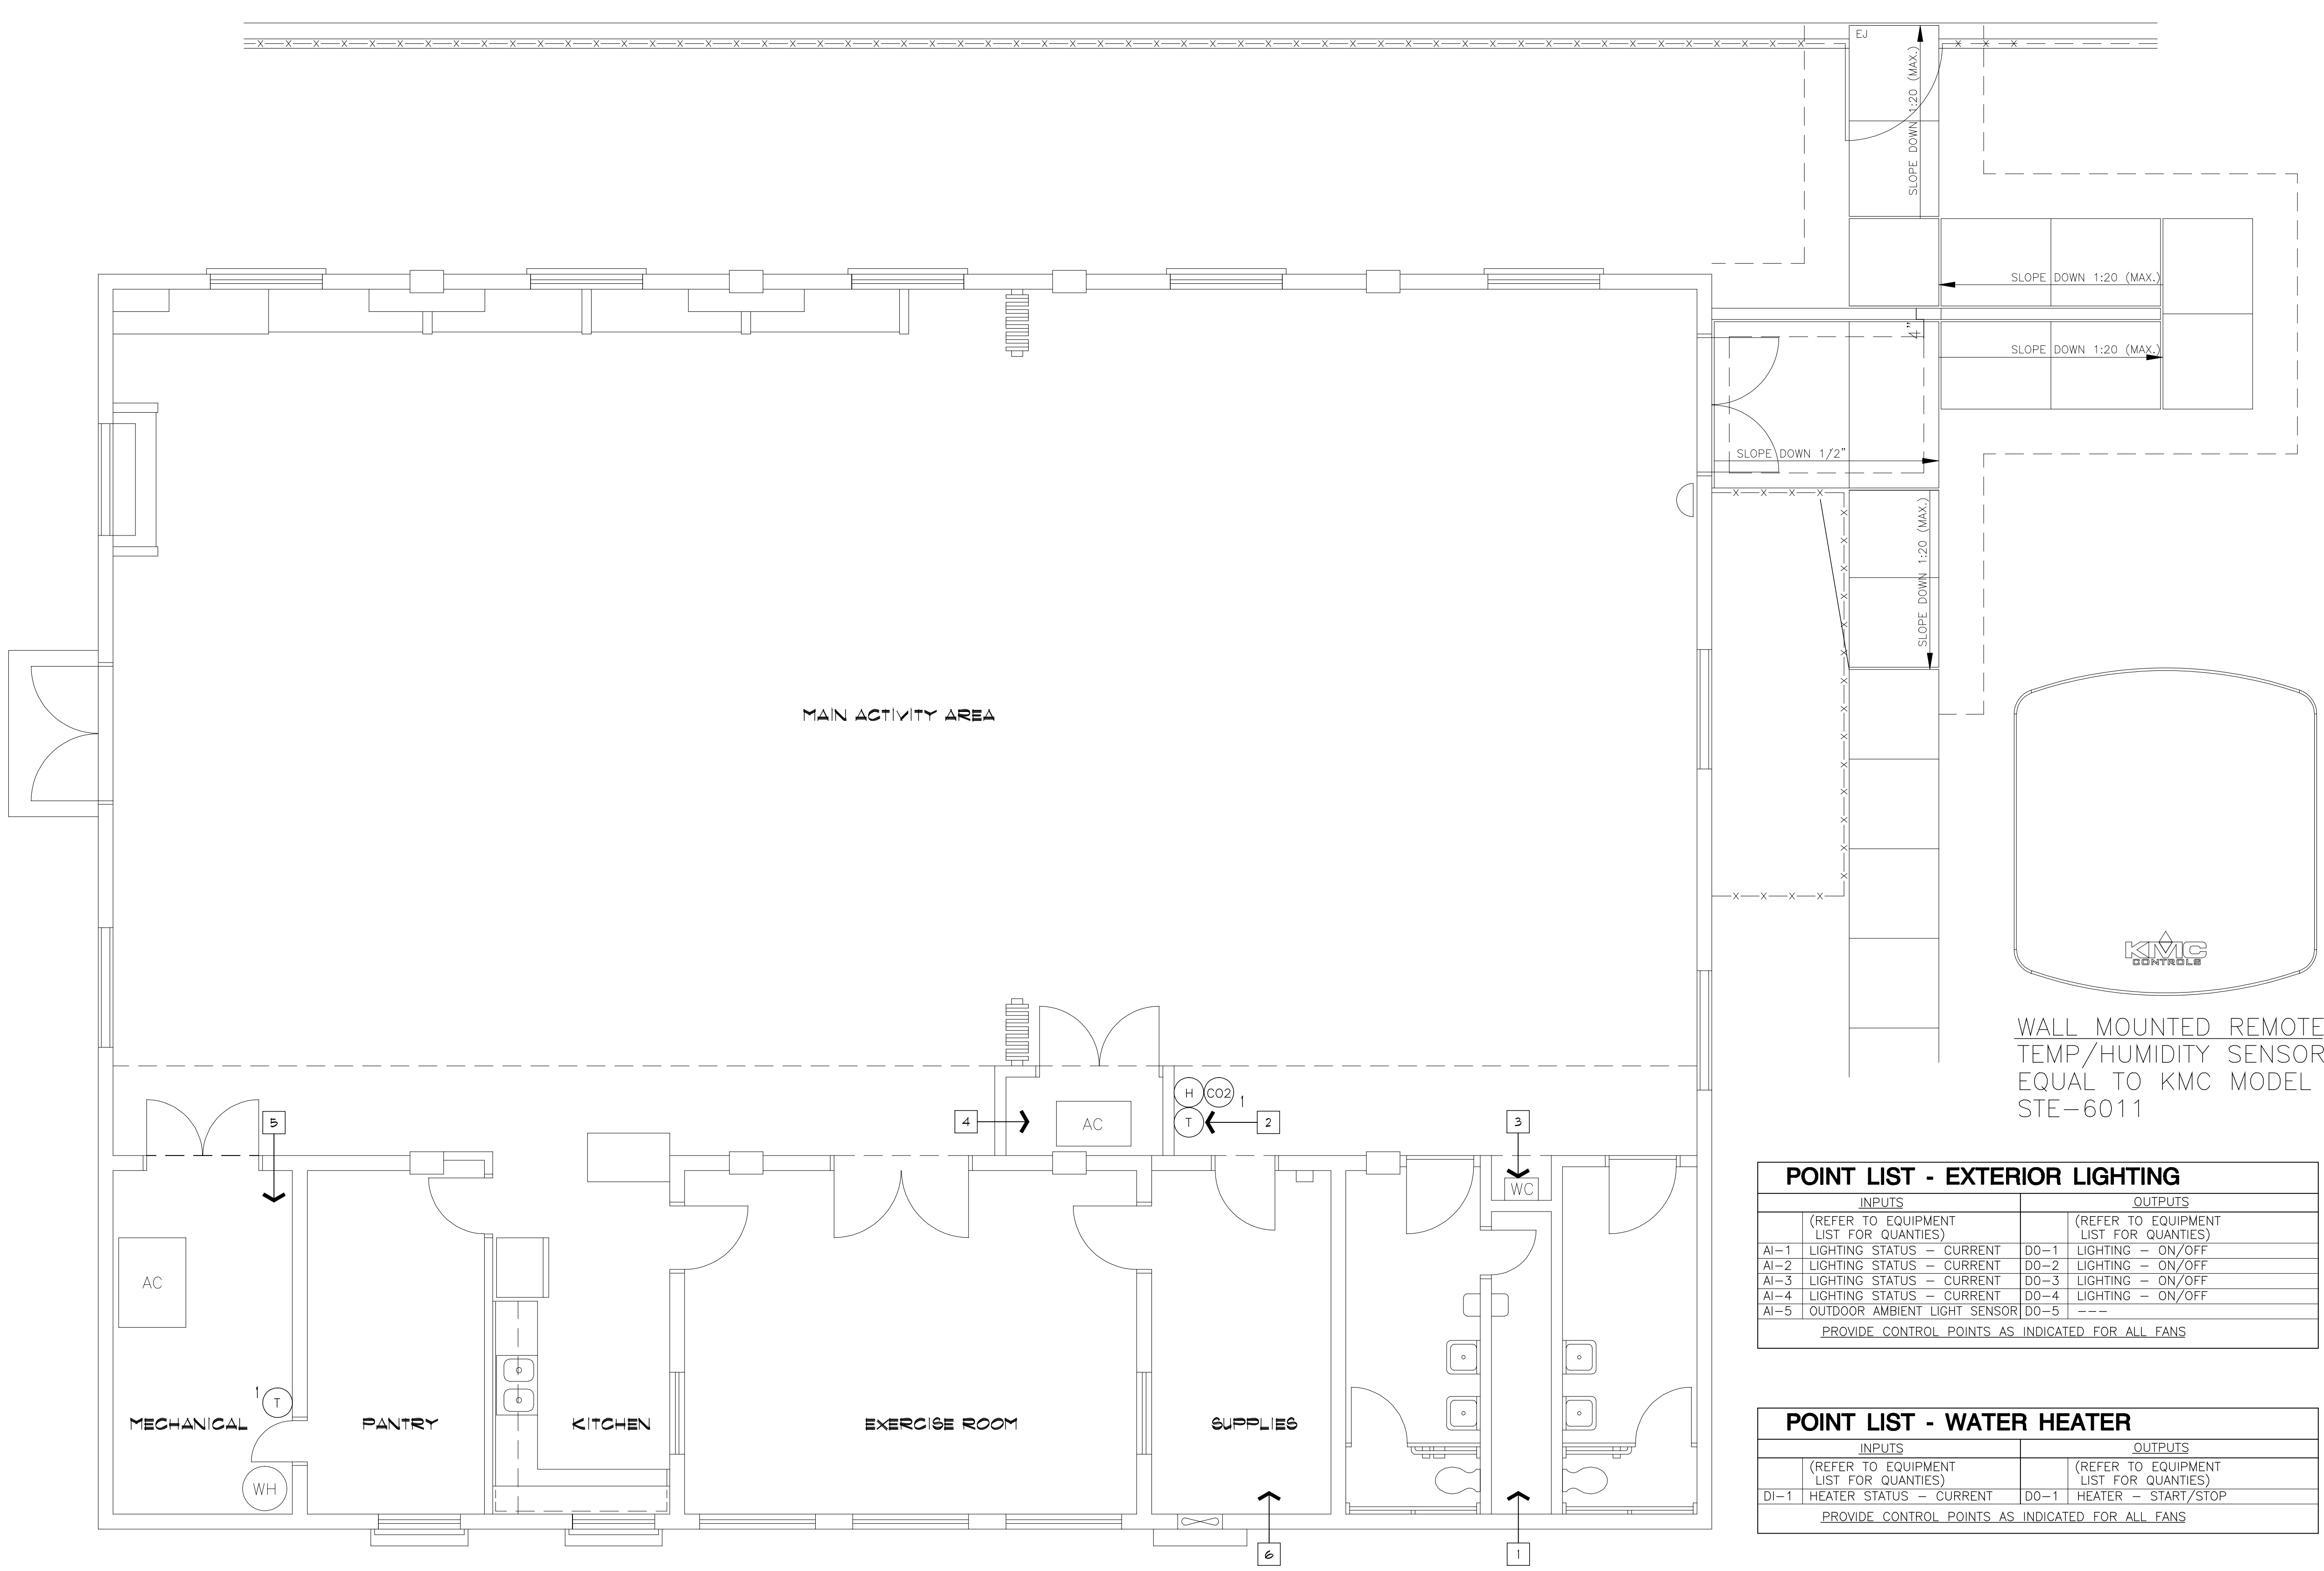 EJ
SLOPE DOWN 1:20 (MAX.)
SLOPE DOWN 1:20 (MAX.)
4"
SLOPE DOWN 1:20 (MAX.)
SLOPE DOWN 1/2"
SLOPE DOWN 1:20 (MAX.)
MAIN ACTIVITY AREA
KMC
CONTROLS
WALL MOUNTED REMOTE
TEMP/HUMIDITY SENSOR
EQUAL TO KMC MODEL
STE-6011
H CO2 1
5
4
AC
T
2
3
WC
AC
1
T
MECHANICAL
PANTRY
KITCHEN
EXERCISE ROOM
SUPPLIES
WH
6
1
POINT LIST - EXTERIOR LIGHTING
INPUTS OUTPUTS
(REFER TO EQUIPMENT (REFER TO EQUIPMENT
LIST FOR QUANTIES) LIST FOR QUANTIES)
AI-1 LIGHTING STATUS - CURRENT DO-1 LIGHTING - ON/OFF
AI-2 LIGHTING STATUS - CURRENT DO-2 LIGHTING - ON/OFF
AI-3 LIGHTING STATUS - CURRENT DO-3 LIGHTING - ON/OFF
AI-4 LIGHTING STATUS - CURRENT DO-4 LIGHTING - ON/OFF
AI-5 OUTDOOR AMBIENT LIGHT SENSOR DO-5 ---
PROVIDE CONTROL POINTS AS INDICATED FOR ALL FANS
POINT LIST - WATER HEATER
INPUTS OUTPUTS
(REFER TO EQUIPMENT (REFER TO EQUIPMENT
LIST FOR QUANTIES) LIST FOR QUANTIES)
DI-1 HEATER STATUS - CURRENT DO-1 HEATER - START/STOP
PROVIDE CONTROL POINTS AS INDICATED FOR ALL FANS